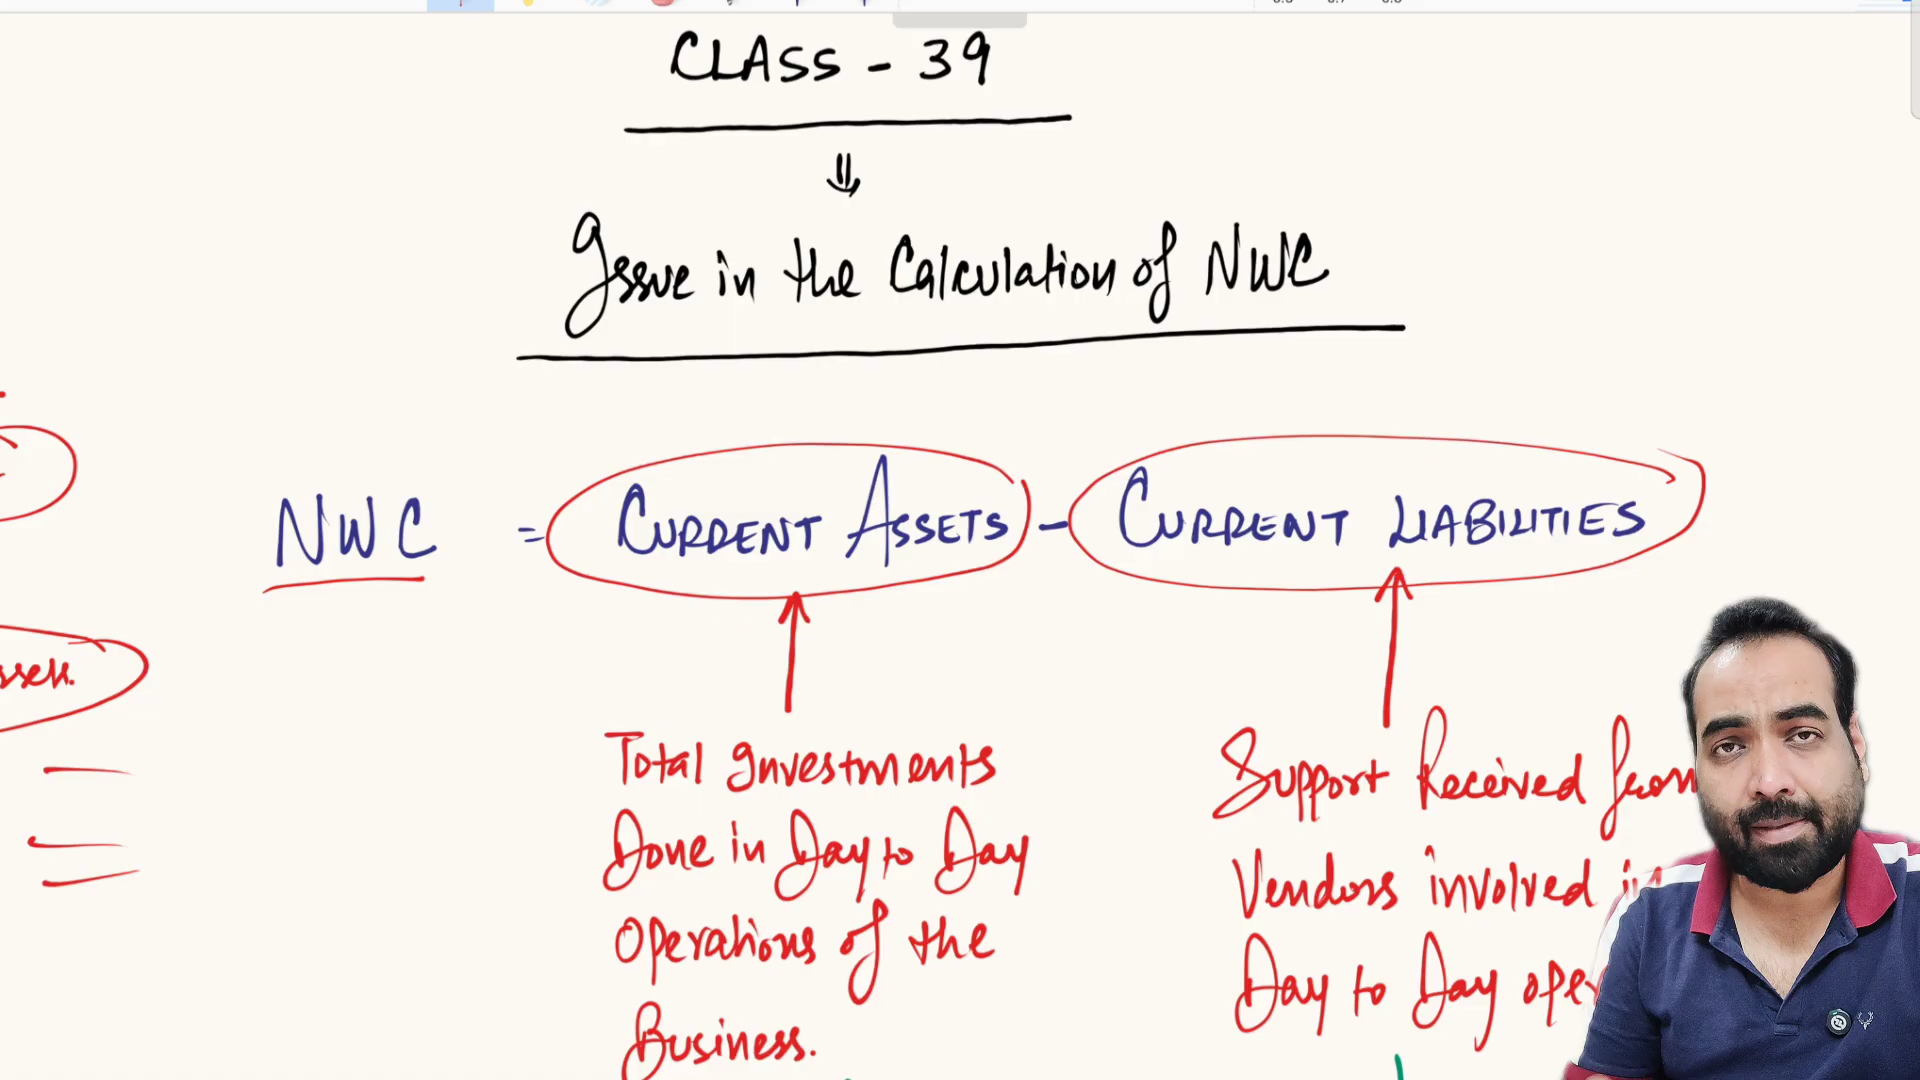 CLASS - 39
Issue in the Calculation of NWC
NWC = CURRENT ASSETS - CURRENT LIABILITIES
Total Investments
Done in Day to Day
Operations of the
Business.
Support Received from
Vendors involved in
Day to Day